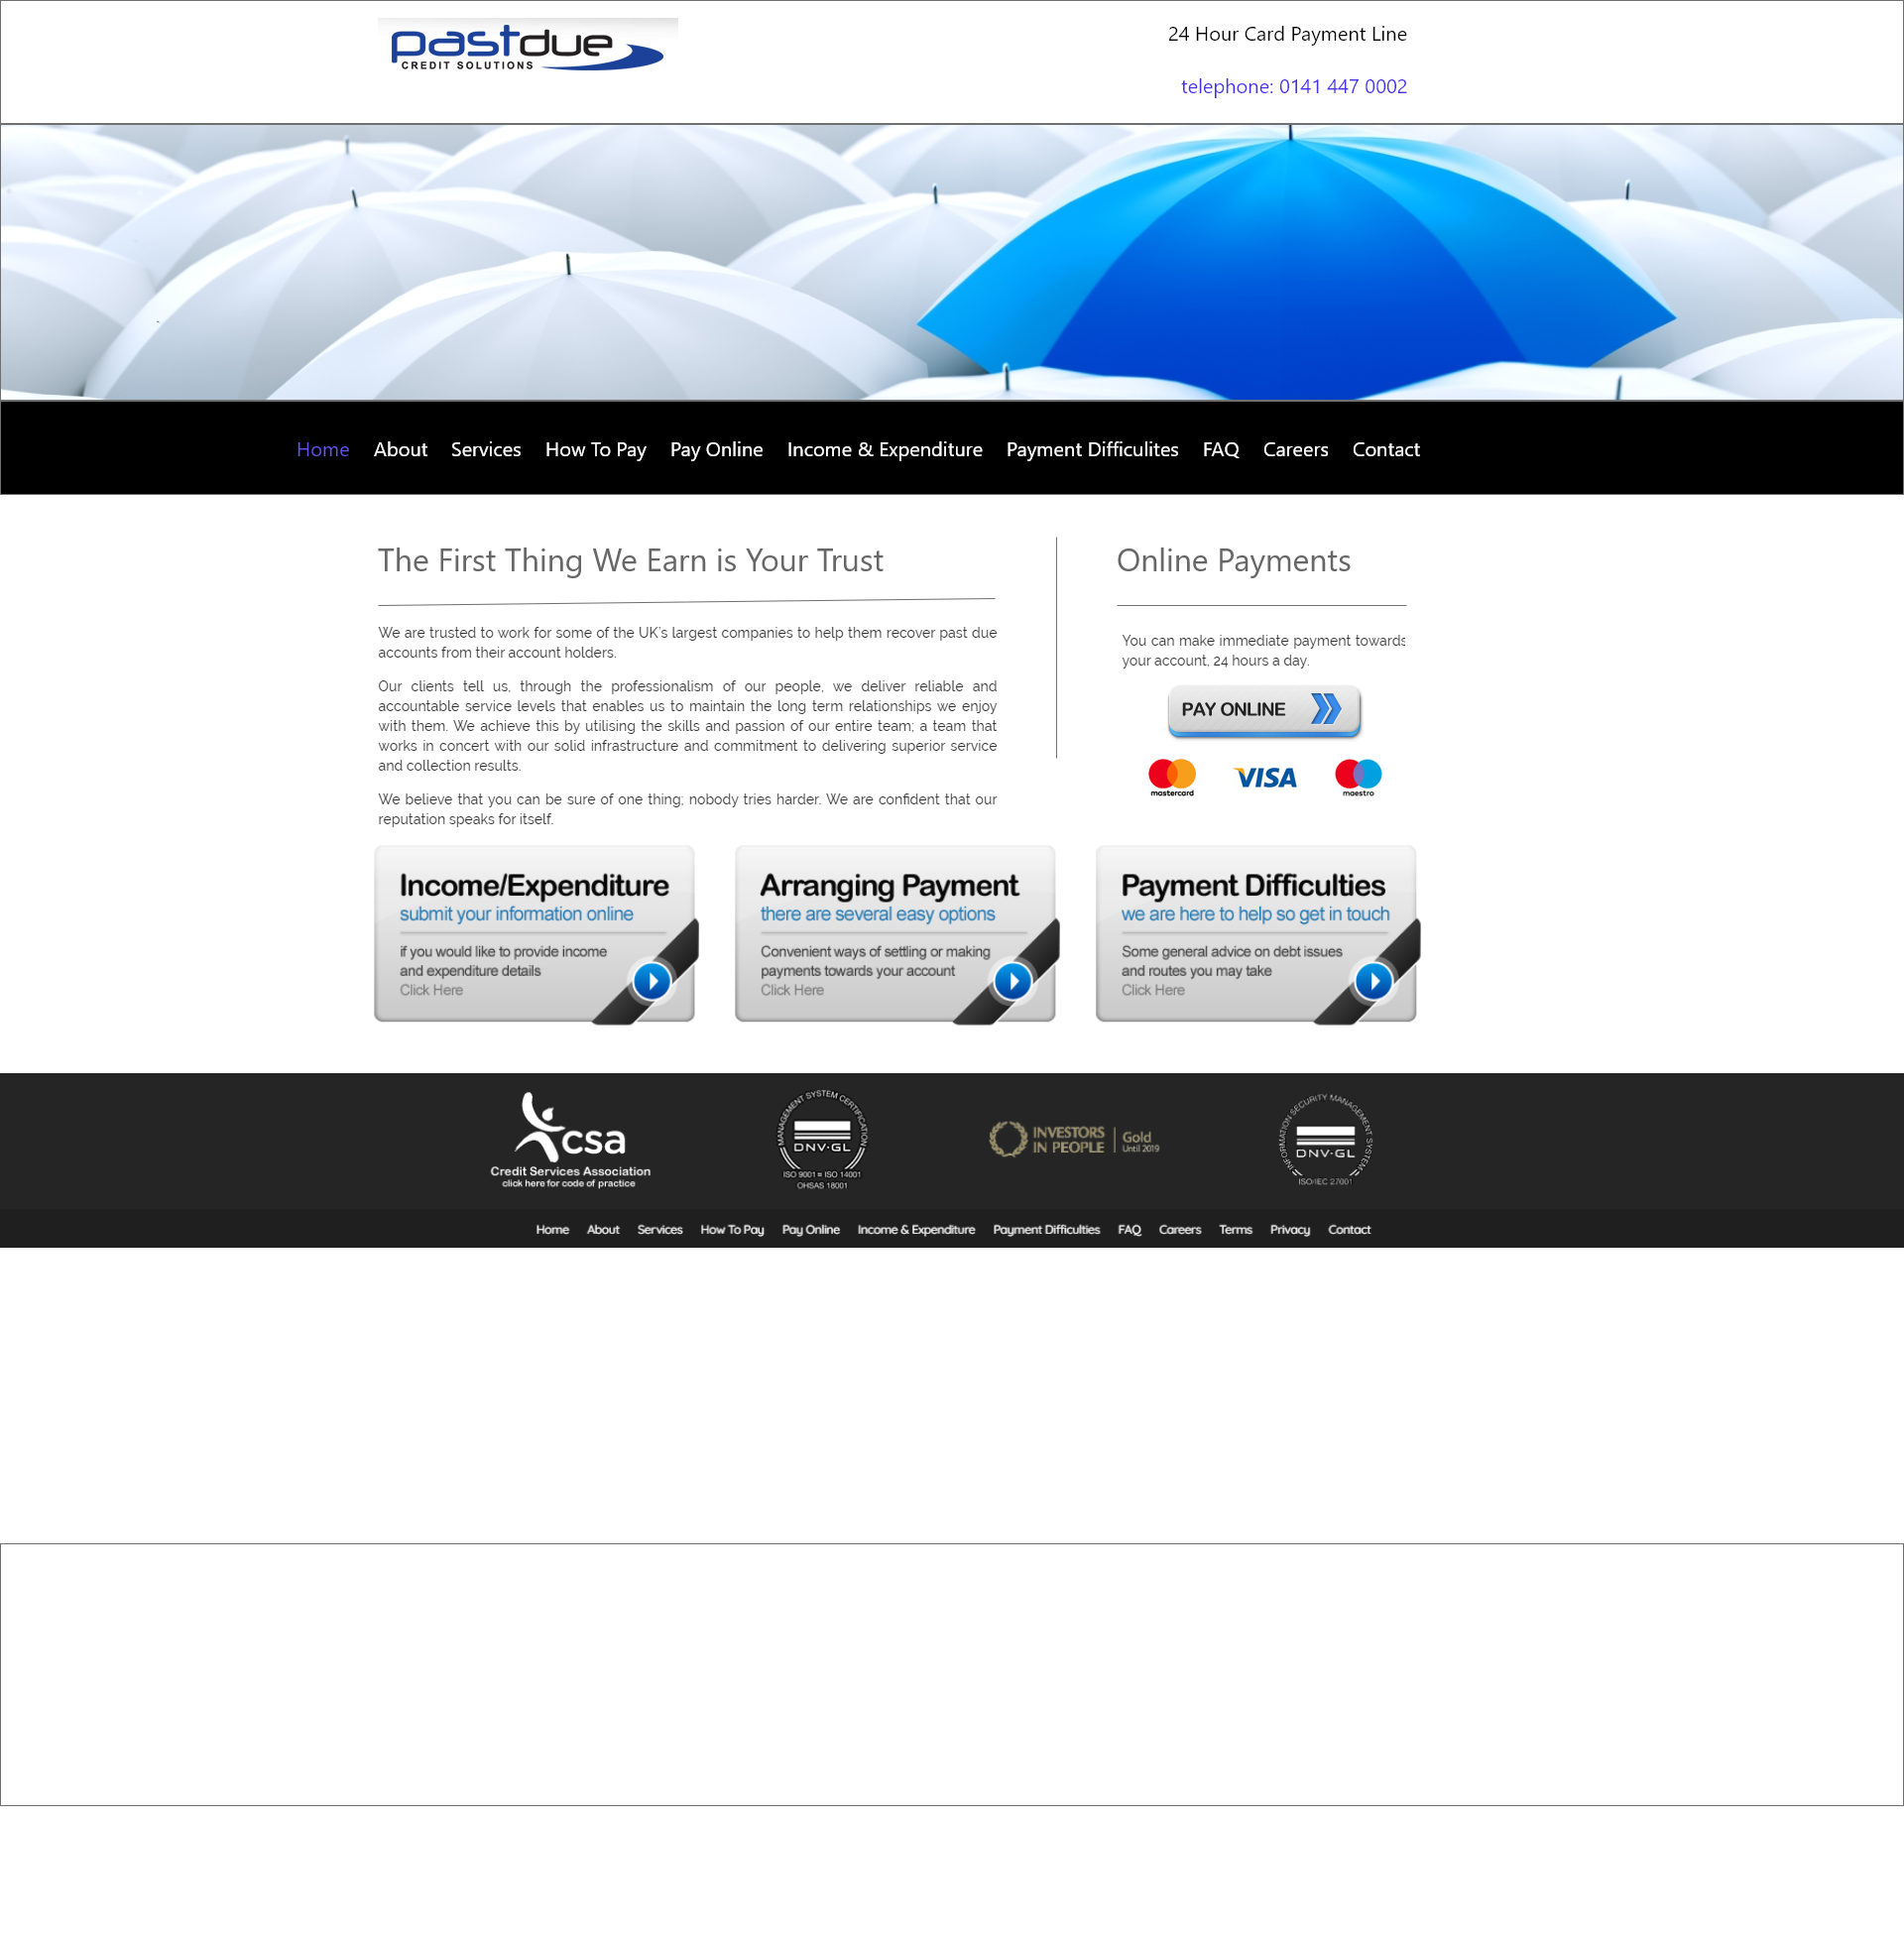 pastdue
CREDIT SOLUTIONS
24 Hour Card Payment Line
telephone: 0141 447 0002
Home About Services How To Pay Pay Online Income & Expenditure Payment Difficulites FAQ Careers Contact
The First Thing We Earn is Your Trust
We are trusted to work for some of the UK's largest companies to help them recover past due
accounts from their account holders.
Our clients tell us, through the professionalism of our people, we deliver reliable and
accountable service levels that enables us to maintain the long term relationships we enjoy
with them. We achieve this by utilising the skills and passion of our entire team; a team that
works in concert with our solid infrastructure and commitment to delivering superior service
and collection results.
We believe that you can be sure of one thing; nobody tries harder. We are confident that our
reputation speaks for itself.
Online Payments
You can make immediate payment towards
your account, 24 hours a day.
PAY ONLINE
mastercard
VISA
maestro
Income/Expenditure
submit your information online
if you would like to provide income
and expenditure details
Click Here
Arranging Payment
there are several easy options
Convenient ways of settling or making
payments towards your account
Click Here
Payment Difficulties
we are here to help so get in touch
Some general advice on debt issues
and routes you may take
Click Here
csa
Credit Services Association
click here for code of practice
MANAGEMENT SYSTEM CERTIFICATION
DNV·GL
ISO 9001 = ISO 14001
OHSAS 18001
INVESTORS
IN PEOPLE
Gold
Until 2019
INFORMATION SECURITY MANAGEMENT SYSTEM
DNV·GL
ISO/IEC 27001
Home About Services How To Pay Pay Online Income & Expenditure Payment Difficulties FAQ Careers Terms Privacy Contact